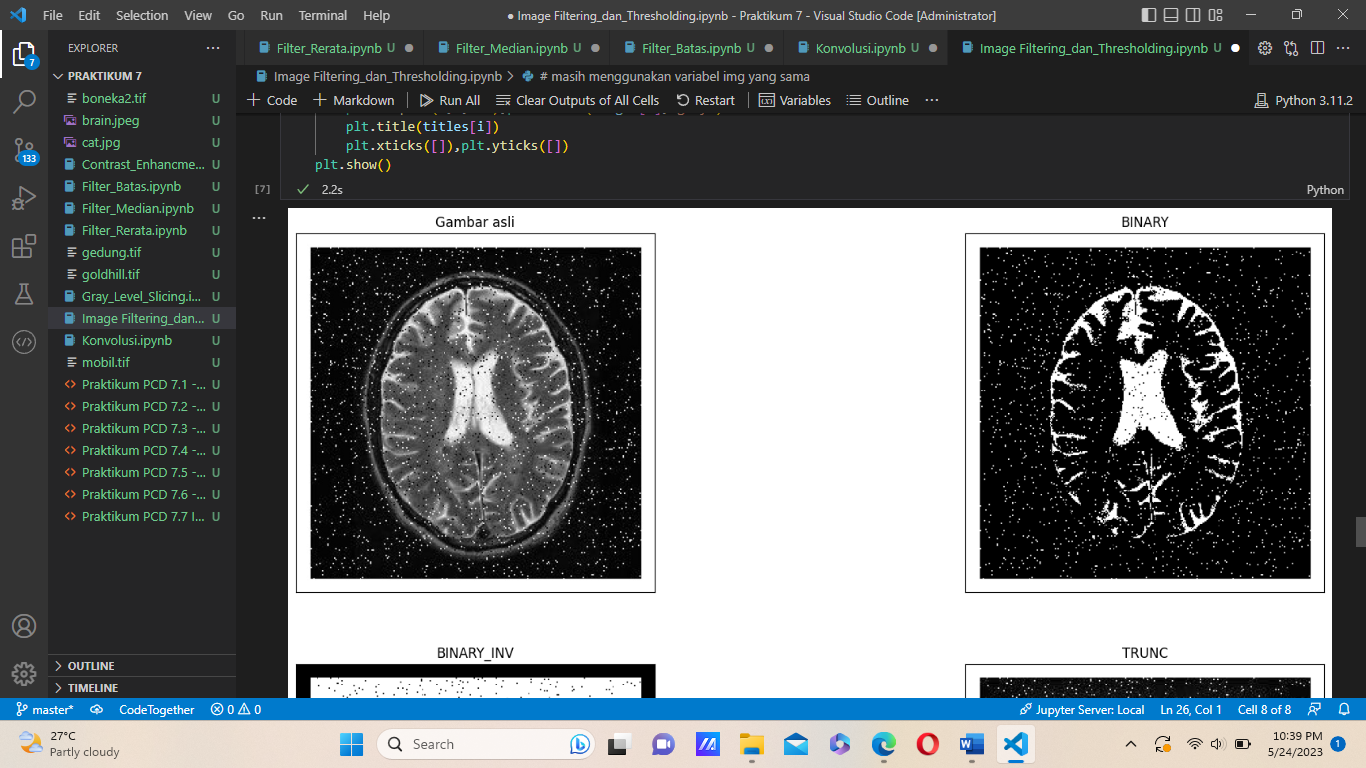 File Edit Selection View Go Run Terminal Help
● Image Filtering_dan_Thresholding.ipynb - Praktikum 7 - Visual Studio Code [Administrator]
EXPLORER
Filter_Rerata.ipynb U
Filter_Median.ipynb U
Filter_Batas.ipynb U
Konvolusi.ipynb U
Image Filtering_dan_Thresholding.ipynb U
Image Filtering_dan_Thresholding.ipynb > # masih menggunakan variabel img yang sama
Code Markdown Run All Clear Outputs of All Cells Restart Variables Outline ... Python 3.11.2
7
133
PRAKTIKUM 7
boneka2.tif U
brain.jpeg U
cat.jpg U
Contrast_Enhancme... U
Filter_Batas.ipynb U
Filter_Median.ipynb U
Filter_Rerata.ipynb U
gedung.tif U
goldhill.tif U
Gray_Level_Slicing.i... U
Image Filtering_dan... U
Konvolusi.ipynb U
mobil.tif U
Praktikum PCD 7.1 -... U
Praktikum PCD 7.2 -... U
Praktikum PCD 7.3 -... U
Praktikum PCD 7.4 -... U
Praktikum PCD 7.5 -... U
Praktikum PCD 7.6 -... U
Praktikum PCD 7.7 I... U
OUTLINE
TIMELINE
plt.title(titles[i])
plt.xticks([]),plt.yticks([])
plt.show()
[7] 2.2s Python
Gambar asli
BINARY
BINARY_INV
TRUNC
master* CodeTogether 0 0 Jupyter Server: Local Ln 26, Col 1 Cell 8 of 8
27°C
Partly cloudy
Search
10:39 PM
5/24/2023
1